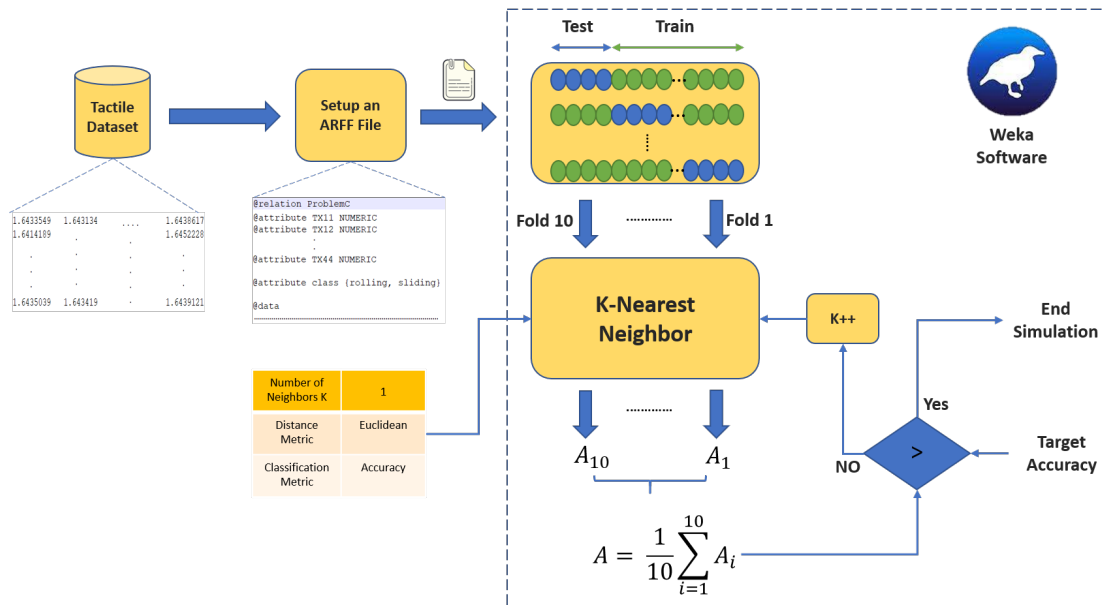 Tactile
Dataset
1.6433549 1.643134 .... 1.6438617
1.6414189 . . 1.6452228
. . . .
. . . .
. . . .
1.6435039 1.643419 . 1.6439121
Setup an
ARFF File
@relation ProblemC
@attribute TX11 NUMERIC
@attribute TX12 NUMERIC
.
.
@attribute TX44 NUMERIC
@attribute class {rolling, sliding}
@data
Number of
Neighbors K
1
Distance
Metric
Euclidean
Classification
Metric
Accuracy
Test Train
Weka
Software
Fold 10 ............ Fold 1
K-Nearest
Neighbor
K++
End
Simulation
............
A₁₀ A₁
Yes
NO
>
Target
Accuracy
A = 1/10 ∑_{i=1}^{10} A_i